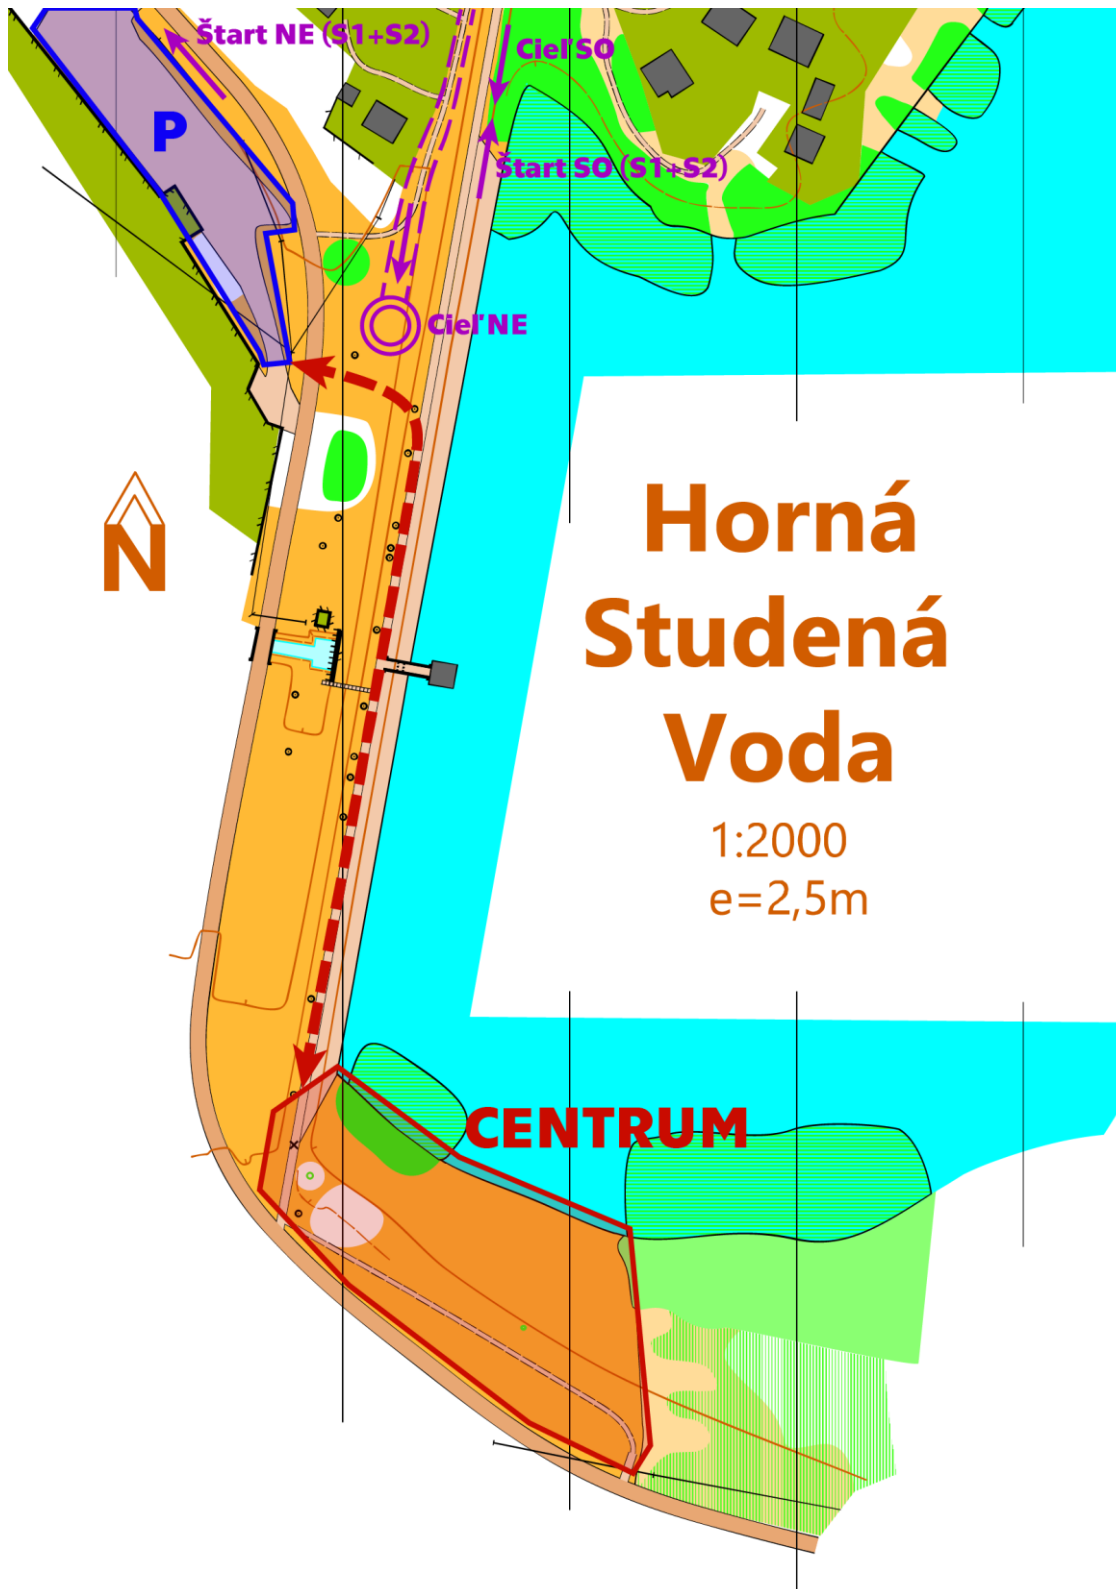 Štart NE (S1+S2)
Cieľ SO
P
Štart SO (S1+S2)
Cieľ NE
N
Horná
Studená
Voda
1:2000
e=2,5m
CENTRUM